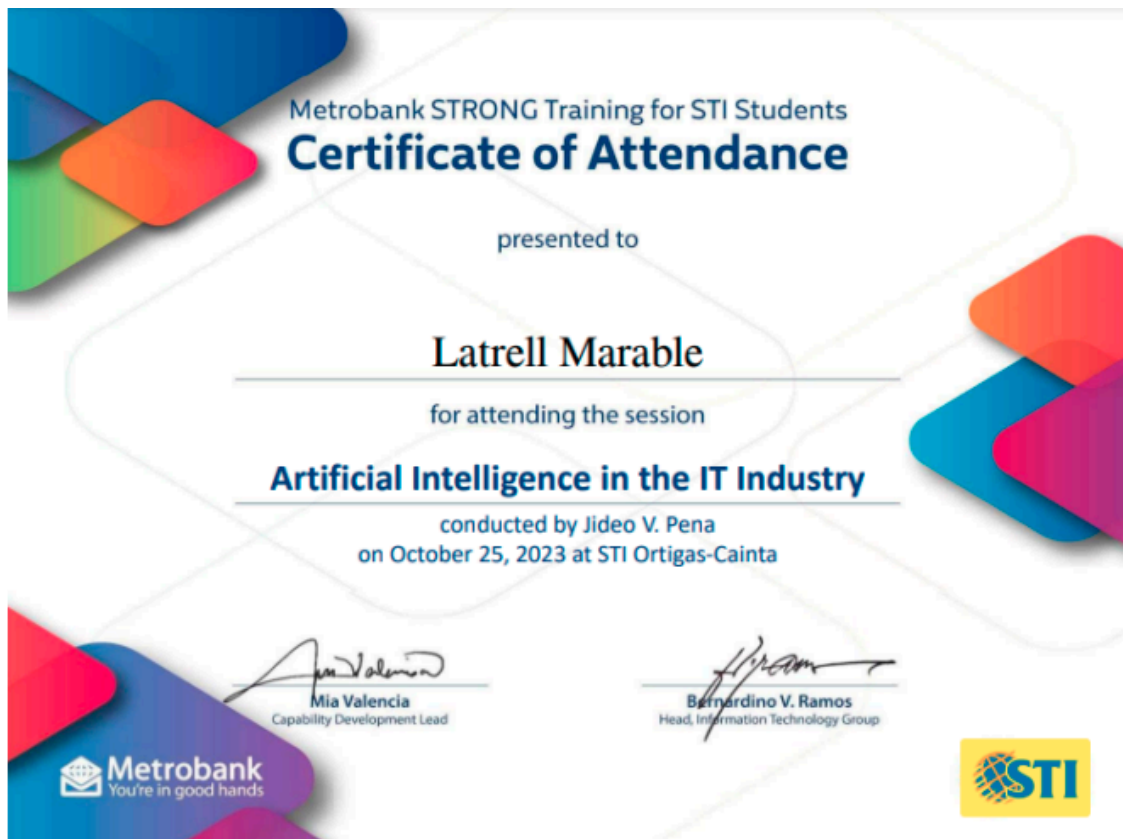 Metrobank STRONG Training for STI Students
Certificate of Attendance
presented to
Latrell Marable
for attending the session
Artificial Intelligence in the IT Industry
conducted by Jideo V. Pena
on October 25, 2023 at STI Ortigas-Cainta
Mia Valencia
Capability Development Lead
Bernardino V. Ramos
Head, Information Technology Group
Metrobank
You're in good hands
STI